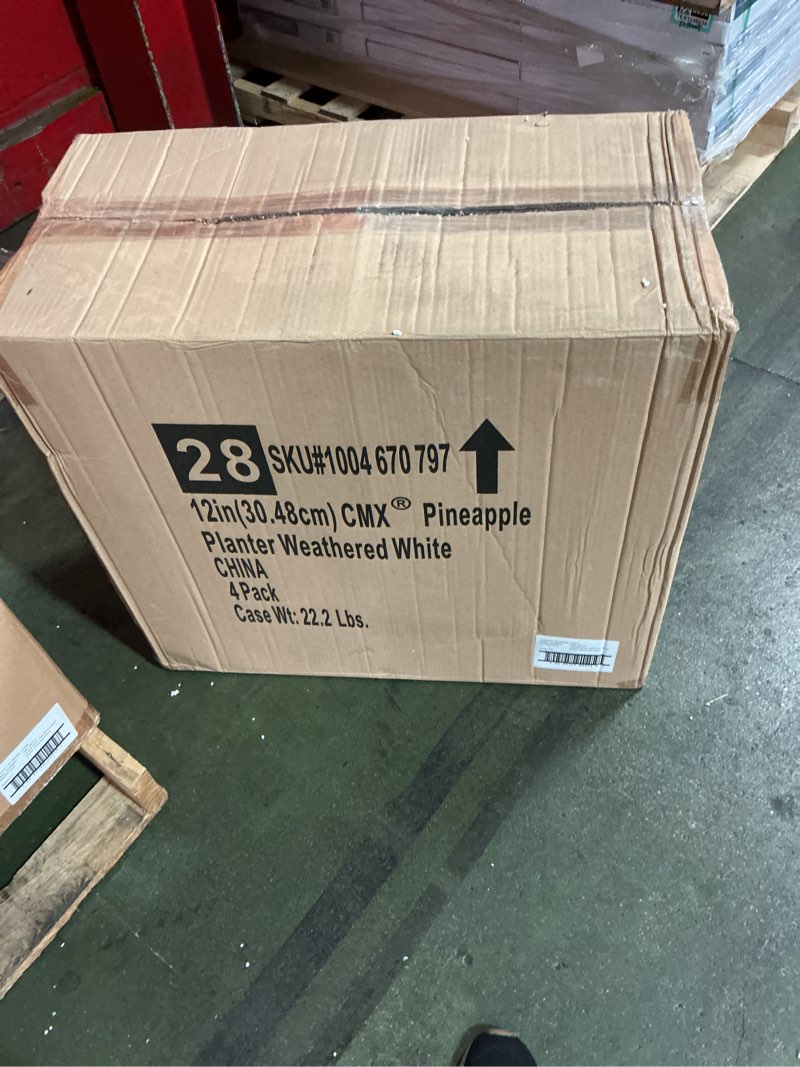 28 SKU#1004 670 797
12in(30.48cm) CMX® Pineapple
Planter Weathered White
CHINA
4 Pack
Case Wt: 22.2 Lbs.